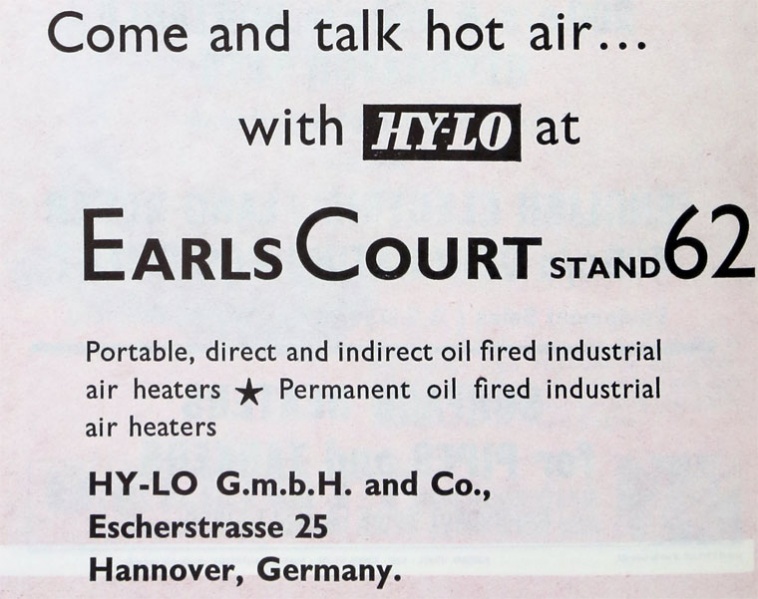 Come and talk hot air...
with HY-LO at
EARLS COURT STAND 62
Portable, direct and indirect oil fired industrial
air heaters ★ Permanent oil fired industrial
air heaters
HY-LO G.m.b.H. and Co.,
Escherstrasse 25
Hannover, Germany.